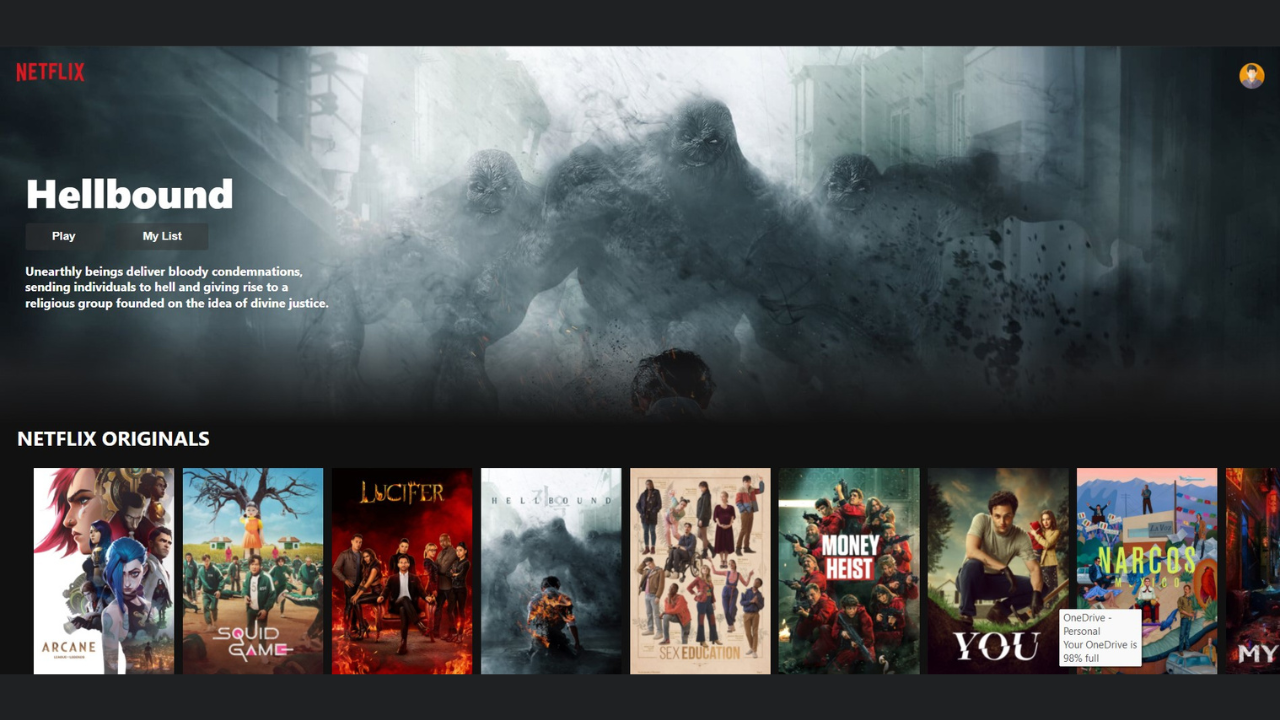 NETFLIX
Hellbound
Play
My List
Unearthly beings deliver bloody condemnations,
sending individuals to hell and giving rise to a
religious group founded on the idea of divine justice.
NETFLIX ORIGINALS
ARCANE
SQUID
GAME
LUCIFER
HELLBOUND
SEX EDUCATION
MONEY
HEIST
YOU
NARCOS
OneDrive -
Personal
Your OneDrive is
98% full
MY